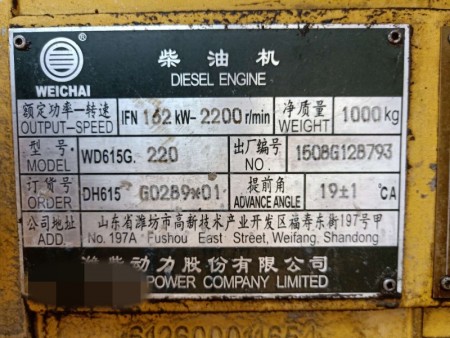 柴油机
DIESEL ENGINE
WEICHAI
额定功率一转速 IFN 162 kW- 2200 r/min 净质量 1000 kg
OUTPUT-SPEED WEIGHT
型号 WD615G. 220 出厂编号 1508G128793
MODEL NO.
订货号 DH615 G0289*01 提前角 19±1 °CA
ORDER ADVANCE ANGLE
公司地址 山东省潍坊市高新技术产业开发区福寿东街197号甲
ADD. No. 197A Fushou East Street, Weifang, Shandong
潍柴动力股份有限公司
POWER COMPANY LIMITED